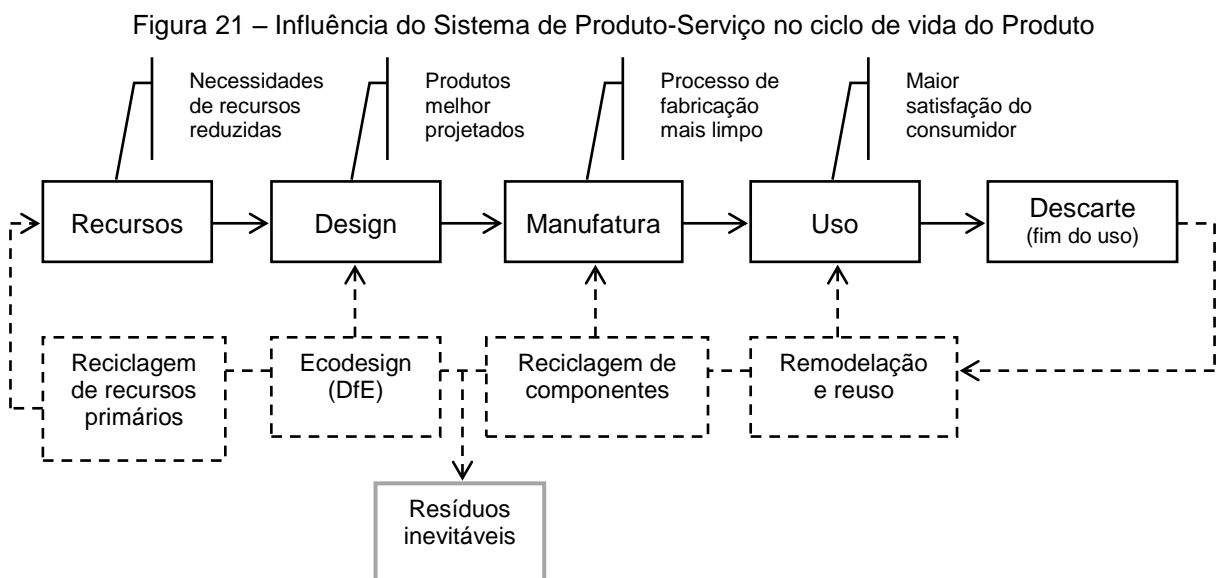 Figura 21 – Influência do Sistema de Produto-Serviço no ciclo de vida do Produto
Necessidades
de recursos
reduzidas
Produtos
melhor
projetados
Processo de
fabricação
mais limpo
Maior
satisfação do
consumidor
Recursos
Design
Manufatura
Uso
Descarte
(fim do uso)
Reciclagem
de recursos
primários
Ecodesign
(DfE)
Reciclagem de
componentes
Remodelação
e reuso
Resíduos
inevitáveis